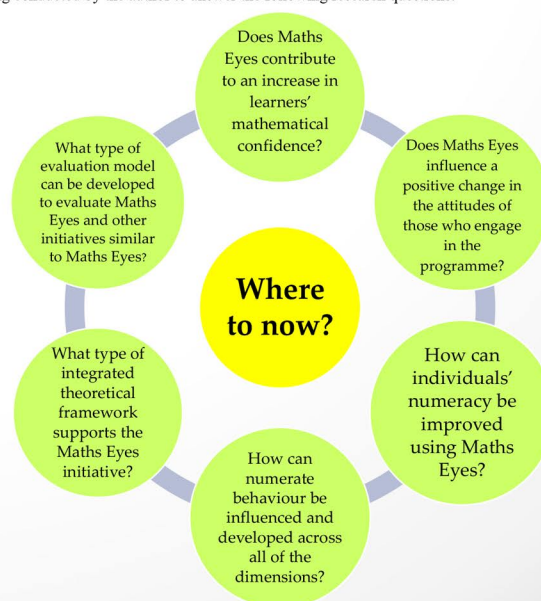 Does Maths
Eyes contribute
to an increase in
learners'
mathematical
confidence?
Does Maths Eyes
influence a
positive change in
the attitudes of
those who engage
in the
programme?
How can
individuals'
numeracy be
improved
using Maths
Eyes?
How can
numerate
behaviour be
influenced and
developed across
all of the
dimensions?
What type of
integrated
theoretical
framework
supports the
Maths Eyes
initiative?
What type of
evaluation model
can be developed
to evaluate Maths
Eyes and other
initiatives similar
to Maths Eyes?
Where
to now?